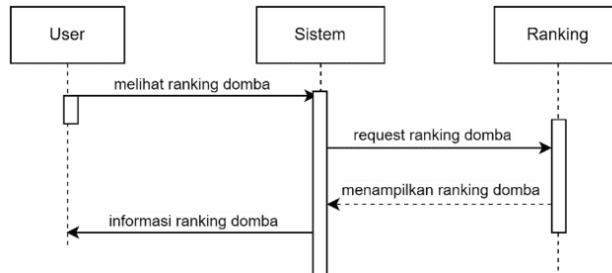 User
Sistem
Ranking
melihat ranking domba
request ranking domba
menampilkan ranking domba
informasi ranking domba